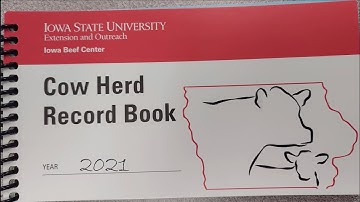 IOWA STATE UNIVERSITY
Extension and Outreach
Iowa Beef Center
Cow Herd
Record Book
YEAR 2021